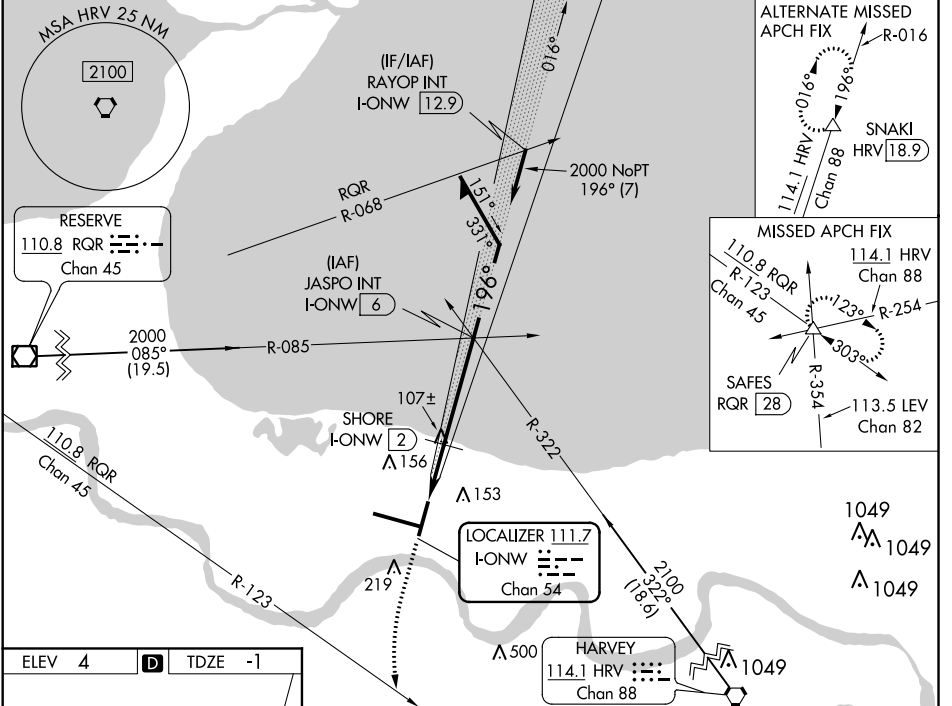 MSA HRV 25 NM
2100
(IF/IAF)
RAYOP INT
I-ONW 12.9
016°
ALTERNATE MISSED
APCH FIX
R-016
016°
196°
SNAKI
HRV 18.9
114.1 HRV
Chan 88
2000 NoPT
196° (7)
RQR
R-068
151°
331°
196°
RESERVE
110.8 RQR
Chan 45
(IAF)
JASPO INT
I-ONW 6
2000
085°
(19.5)
R-085
MISSED APCH FIX
110.8 RQR
R-123
Chan 45
114.1 HRV
Chan 88
R-254
123°
303°
SAFES
RQR 28
R-354
113.5 LEV
Chan 82
107±
SHORE
I-ONW 2
156
153
R-322
110.8 RQR
Chan 45
R-123
LOCALIZER 111.7
I-ONW
Chan 54
219
2100
322°
(18.6)
1049
1049
1049
500
HARVEY
114.1 HRV
Chan 88
1049
ELEV 4
D
TDZE -1